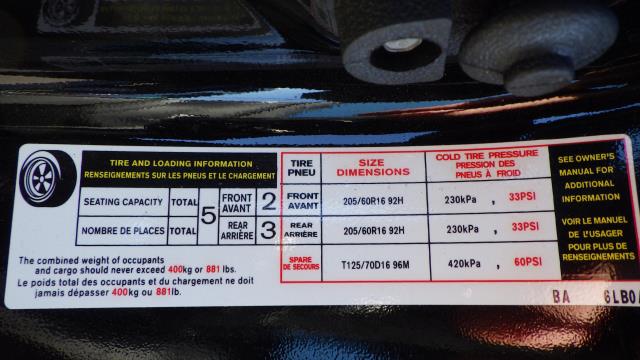 TIRE AND LOADING INFORMATION
RENSEIGNEMENTS SUR LES PNEUS ET LE CHARGEMENT
SEATING CAPACITY TOTAL 5 FRONT AVANT 2
NOMBRE DE PLACES TOTAL REAR ARRIÈRE 3
The combined weight of occupants
and cargo should never exceed 400kg or 881 lbs.
Le poids total des occupants et du chargement ne doit
jamais dépasser 400kg ou 881lb.
TIRE PNEU SIZE DIMENSIONS COLD TIRE PRESSURE PRESSION DES PNEUS À FROID
FRONT AVANT 205/60R16 92H 230kPa , 33PSI
REAR ARRIÈRE 205/60R16 92H 230kPa , 33PSI
SPARE DE SECOURS T125/70D16 96M 420kPa , 60PSI
SEE OWNER'S
MANUAL FOR
ADDITIONAL
INFORMATION
VOIR LE MANUEL
DE L'USAGER
POUR PLUS DE
RENSEIGNEMENTS
BA